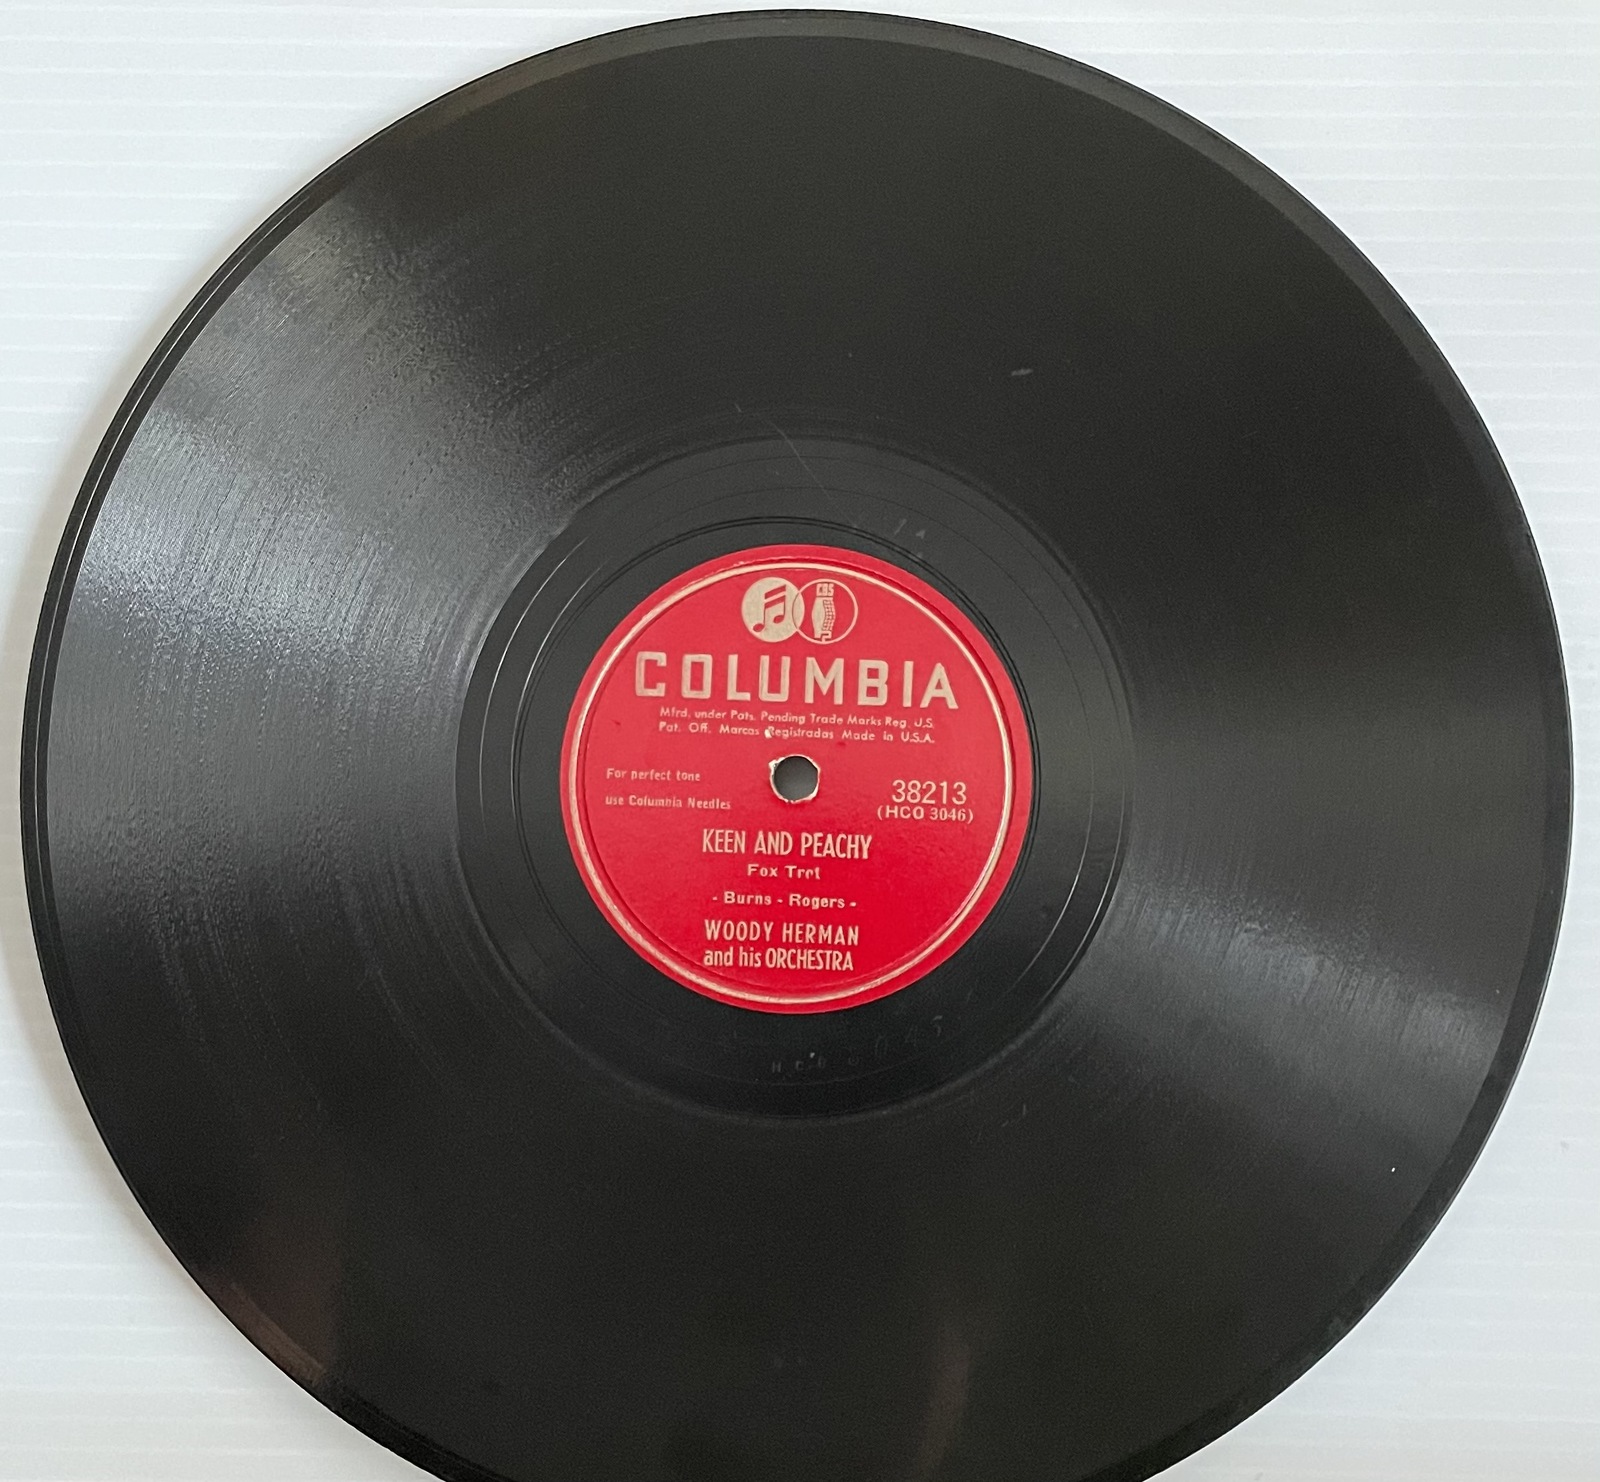 CBS
COLUMBIA
Mfrd. under Pats. Pending Trade Marks Reg. U.S.
Pat. Off. Marcas Registradas Made in U.S.A.
For perfect tone
use Columbia Needles
38213
(HCO 3046)
KEEN AND PEACHY
Fox Trot
- Burns - Rogers -
WOODY HERMAN
and his ORCHESTRA